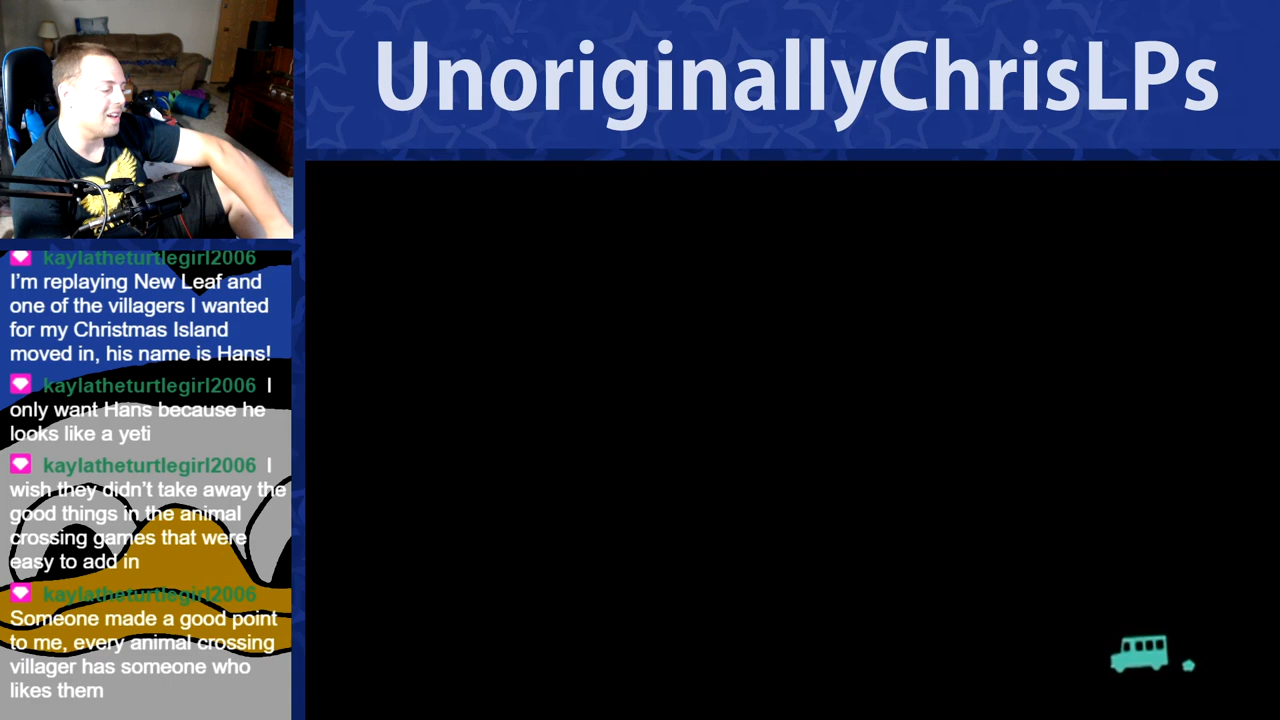 UnoriginallyChrisLPs
kaylatheturtlegirl2006
I’m replaying New Leaf and
one of the villagers I wanted
for my Christmas Island
moved in, his name is Hans!
kaylatheturtlegirl2006 I
only want Hans because he
looks like a yeti
kaylatheturtlegirl2006 I
wish they didn’t take away the
good things in the animal
crossing games that were
easy to add in
kaylatheturtlegirl2006
Someone made a good point
to me, every animal crossing
villager has someone who
likes them